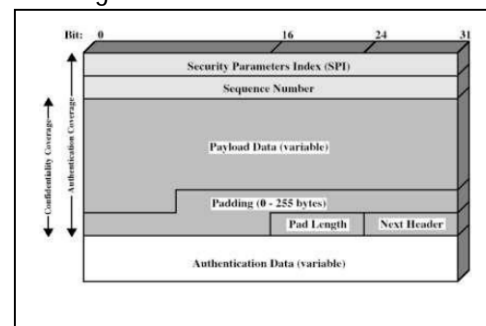 Bit: 0 16 24 31
Security Parameters Index (SPI)
Sequence Number
Confidentiality Coverage
Authentication Coverage
Payload Data (variable)
Padding (0 - 255 bytes)
Pad Length Next Header
Authentication Data (variable)